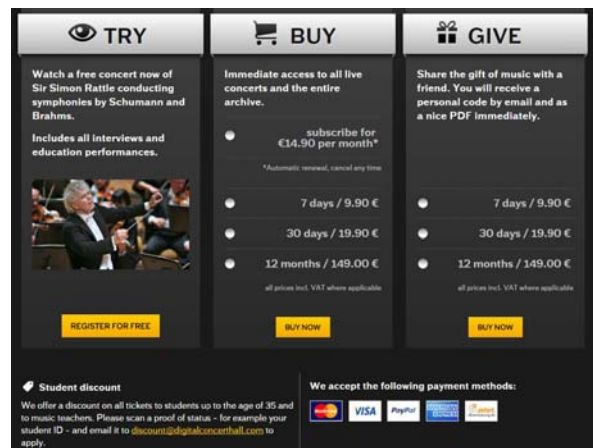 TRY
Watch a free concert now of
Sir Simon Rattle conducting
symphonies by Schumann and
Brahms.
Includes all interviews and
education performances.
REGISTER FOR FREE
BUY
Immediate access to all live
concerts and the entire
archive.
subscribe for
€14.90 per month*
*Automatic renewal, cancel any time
7 days / 9.90 €
30 days / 19.90 €
12 months / 149.00 €
all prices incl. VAT where applicable
BUY NOW
GIVE
Share the gift of music with a
friend. You will receive a
personal code by email and as
a nice PDF immediately.
7 days / 9.90 €
30 days / 19.90 €
12 months / 149.00 €
all prices incl. VAT where applicable
BUY NOW
Student discount
We offer a discount on all tickets to students up to the age of 35 and
to music teachers. Please scan a proof of status – for example your
student ID – and email it to discount@digitalconcerthall.com to
apply.
We accept the following payment methods:
VISA
PayPal